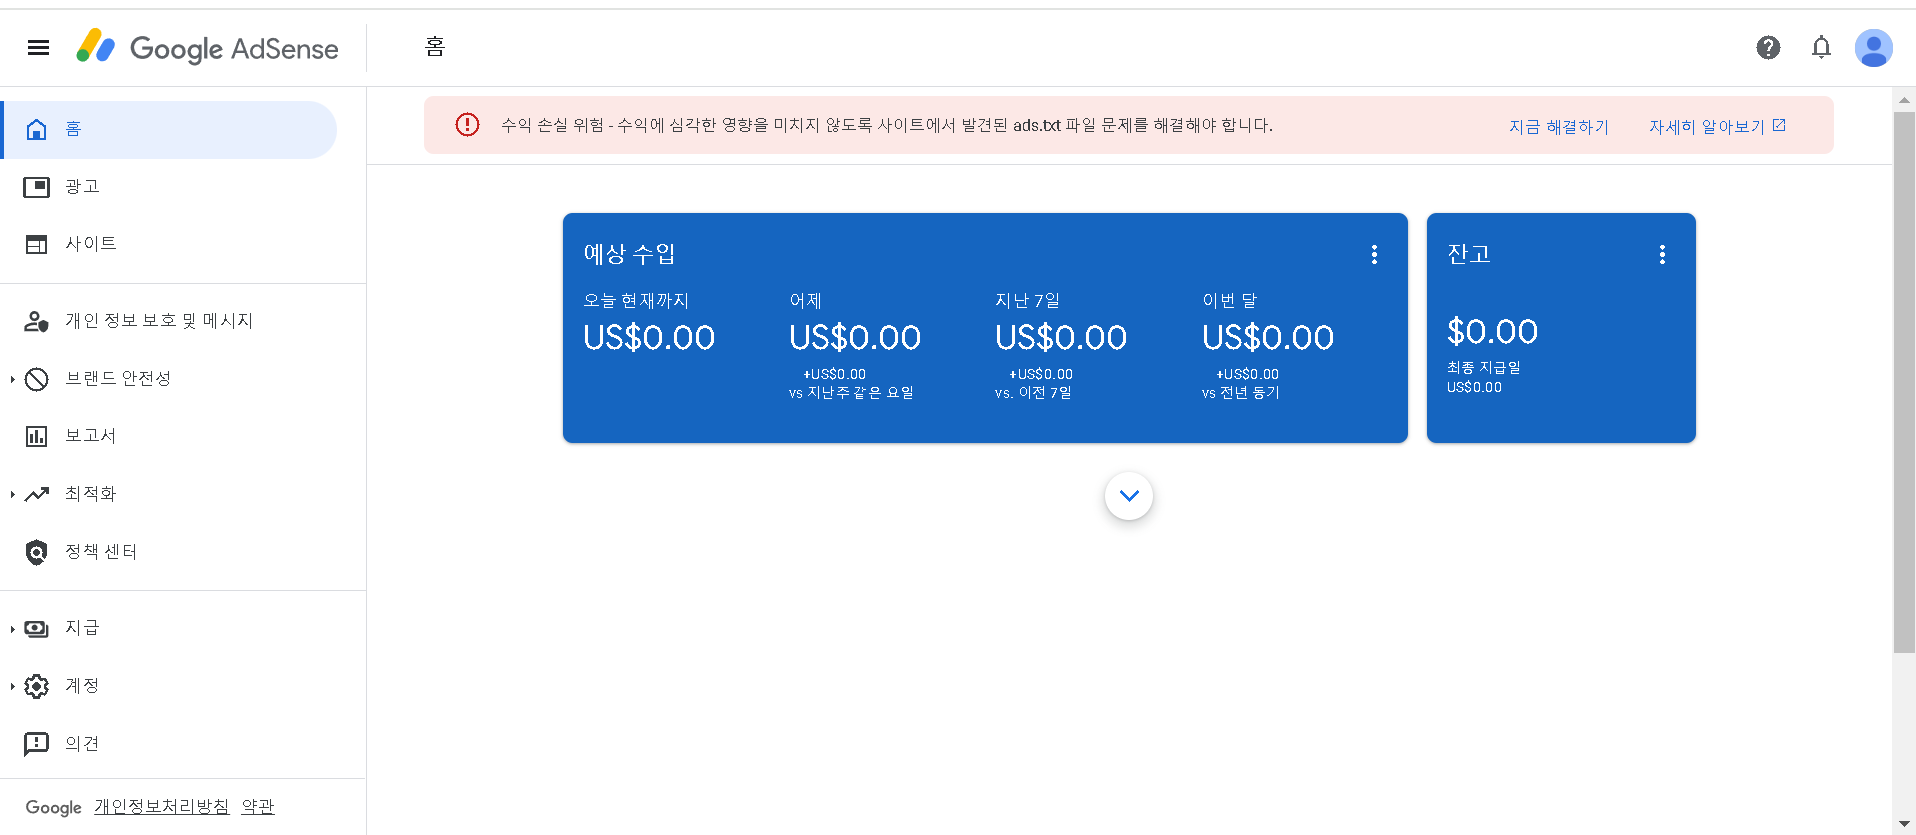 Google AdSense
홈
홈
광고
사이트
개인 정보 보호 및 메시지
브랜드 안전성
보고서
최적화
정책 센터
지급
계정
의견
Google 개인정보처리방침 약관
수익 손실 위험 - 수익에 심각한 영향을 미치지 않도록 사이트에서 발견된 ads.txt 파일 문제를 해결해야 합니다.
지금 해결하기 자세히 알아보기
예상 수입
오늘 현재까지
US$0.00
어제
US$0.00
+US$0.00
vs 지난주 같은 요일
지난 7일
US$0.00
+US$0.00
vs. 이전 7일
이번 달
US$0.00
+US$0.00
vs 전년 동기
잔고
$0.00
최종 지급일
US$0.00